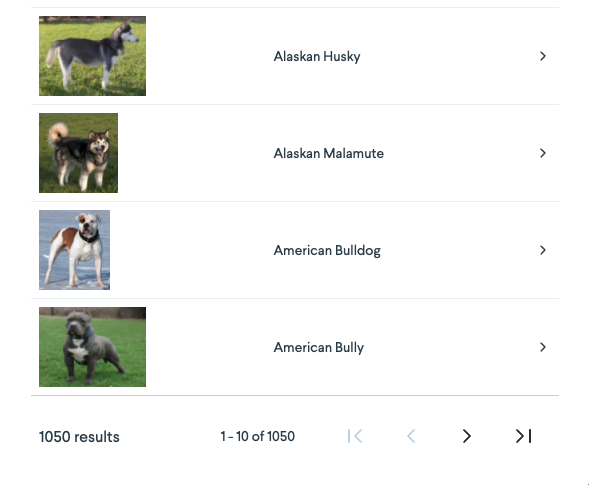 Alaskan Husky
Alaskan Malamute
American Bulldog
American Bully
1050 results
1 - 10 of 1050